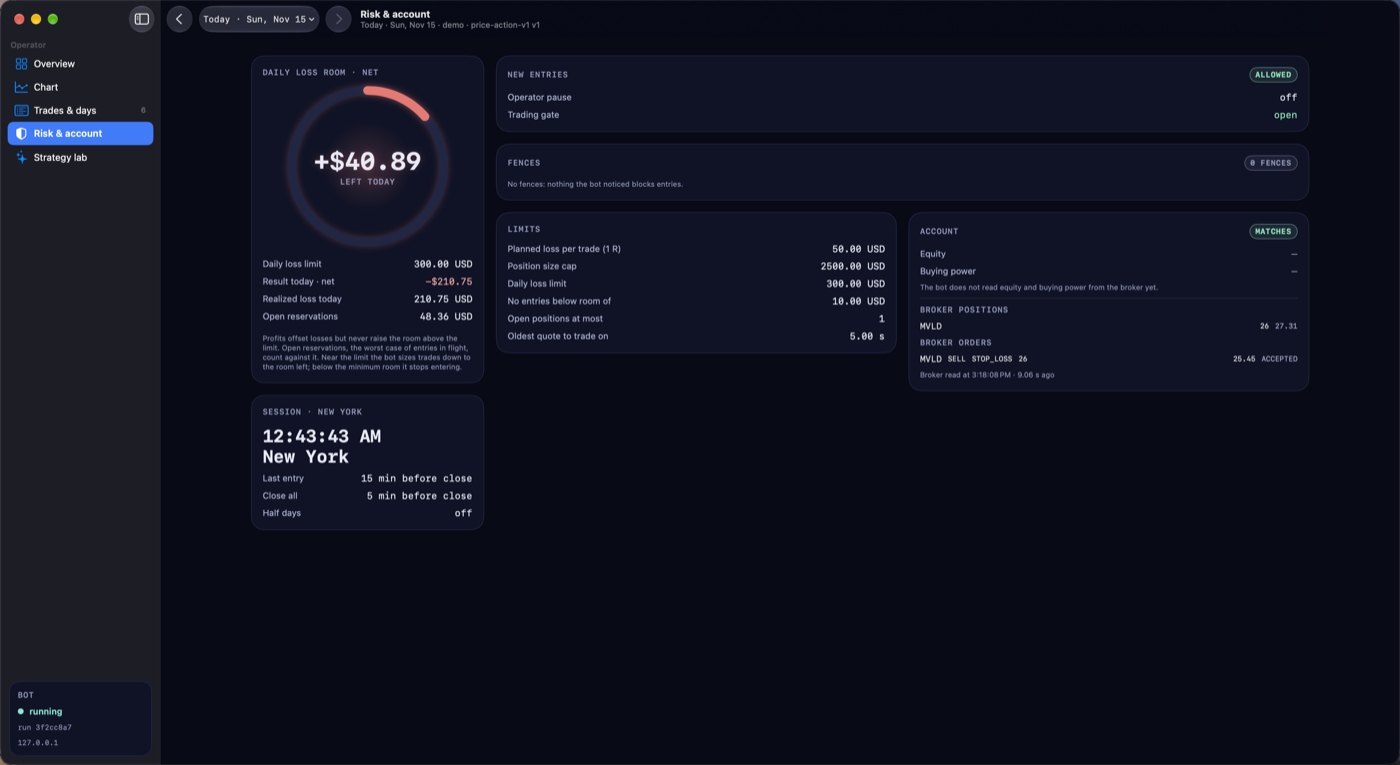 Today · Sun, Nov 15
Risk & account
Today · Sun, Nov 15 · demo · price-action-v1 v1
Operator
Overview
Chart
Trades & days 6
Risk & account
Strategy lab
BOT
running
run 3f2cc8a7
127.0.0.1
DAILY LOSS ROOM · NET
+$40.89
LEFT TODAY
Daily loss limit 300.00 USD
Result today · net −$210.75
Realized loss today 210.75 USD
Open reservations 48.36 USD
Profits offset losses but never raise the room above the
limit. Open reservations, the worst case of entries in flight,
count against it. Near the limit the bot sizes trades down to
the room left; below the minimum room it stops entering.
SESSION · NEW YORK
12:43:43 AM
New York
Last entry 15 min before close
Close all 5 min before close
Half days off
NEW ENTRIES ALLOWED
Operator pause off
Trading gate open
FENCES 0 FENCES
No fences: nothing the bot noticed blocks entries.
LIMITS
Planned loss per trade (1 R) 50.00 USD
Position size cap 2500.00 USD
Daily loss limit 300.00 USD
No entries below room of 10.00 USD
Open positions at most 1
Oldest quote to trade on 5.00 s
ACCOUNT MATCHES
Equity —
Buying power —
The bot does not read equity and buying power from the broker yet.
BROKER POSITIONS
MVLD 26 27.31
BROKER ORDERS
MVLD SELL STOP_LOSS 26 25.45 ACCEPTED
Broker read at 3:18:08 PM · 9.06 s ago